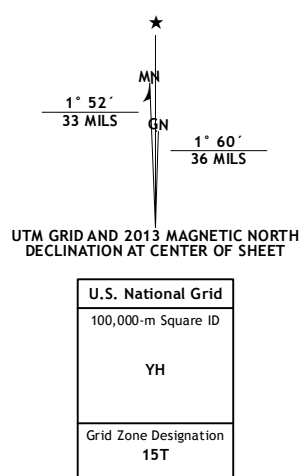 MN
1° 52´
33 MILS
GN
1° 60´
36 MILS
UTM GRID AND 2013 MAGNETIC NORTH
DECLINATION AT CENTER OF SHEET
U.S. National Grid
100,000-m Square ID
YH
Grid Zone Designation
15T